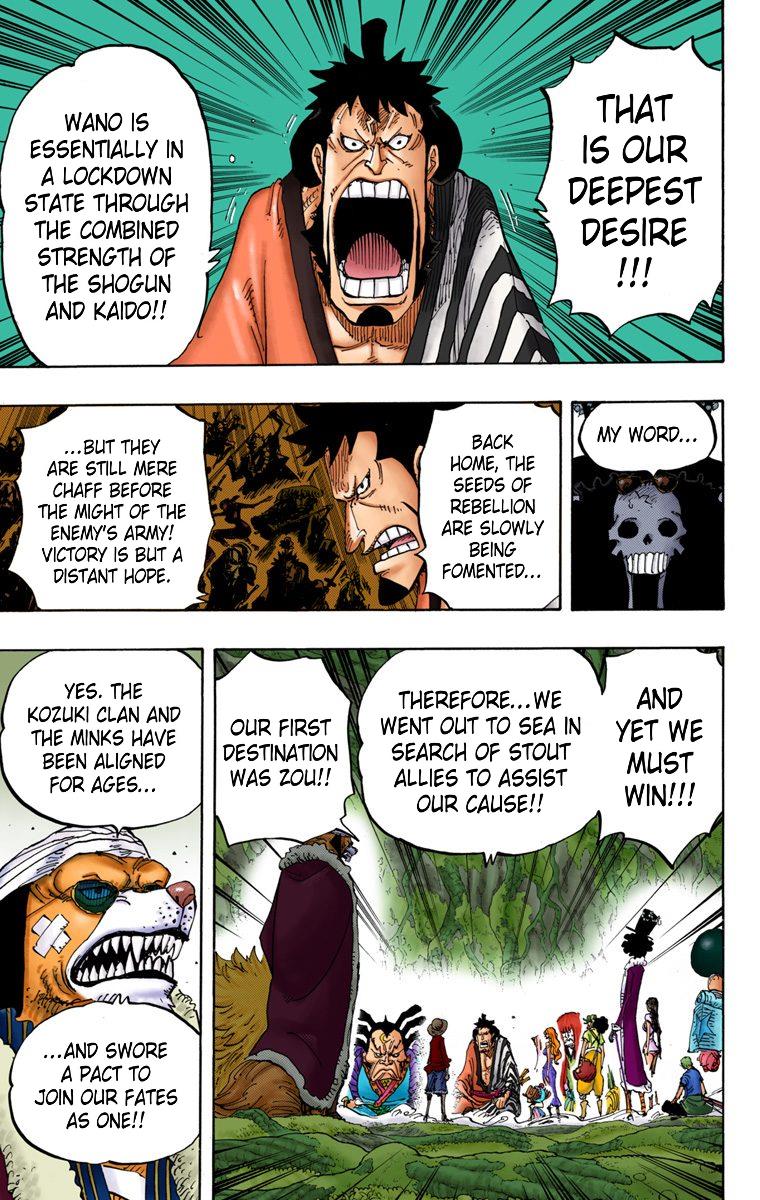 THAT
IS OUR
DEEPEST
DESIRE
!!!
WANO IS
ESSENTIALLY IN
A LOCKDOWN
STATE THROUGH
THE COMBINED
STRENGTH OF
THE SHOGUN
AND KAIDO!!
MY WORD...
BACK
HOME, THE
SEEDS OF
REBELLION
ARE SLOWLY
BEING
FOMENTED...
...BUT THEY
ARE STILL MERE
CHAFF BEFORE
THE MIGHT OF THE
ENEMY'S ARMY!
VICTORY IS BUT A
DISTANT HOPE.
AND
YET WE
MUST
WIN!!!
THEREFORE...WE
WENT OUT TO SEA IN
SEARCH OF STOUT
ALLIES TO ASSIST
OUR CAUSE!!
OUR FIRST
DESTINATION
WAS ZOU!!
YES. THE
KOZUKI CLAN AND
THE MINKS HAVE
BEEN ALIGNED
FOR AGES...
...AND SWORE
A PACT TO
JOIN OUR FATES
AS ONE!!